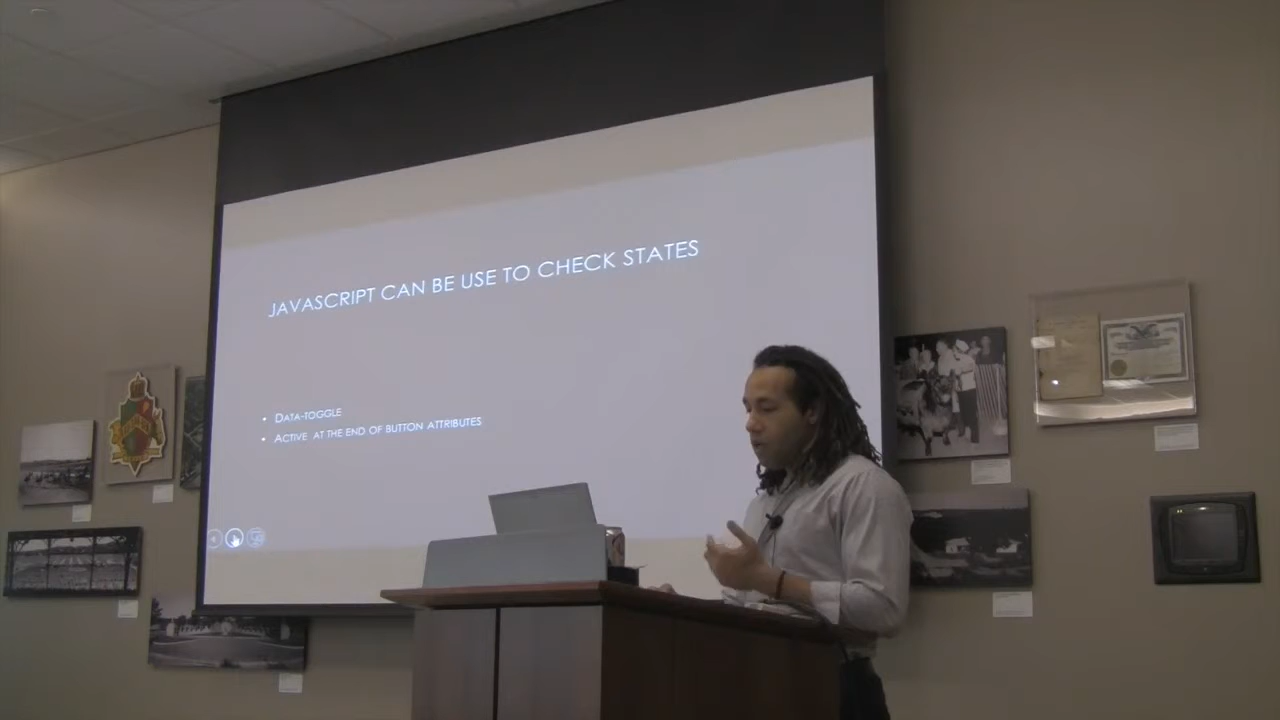 JAVASCRIPT CAN BE USE TO CHECK STATES
• DATA-TOGGLE
• ACTIVE AT THE END OF BUTTON ATTRIBUTES